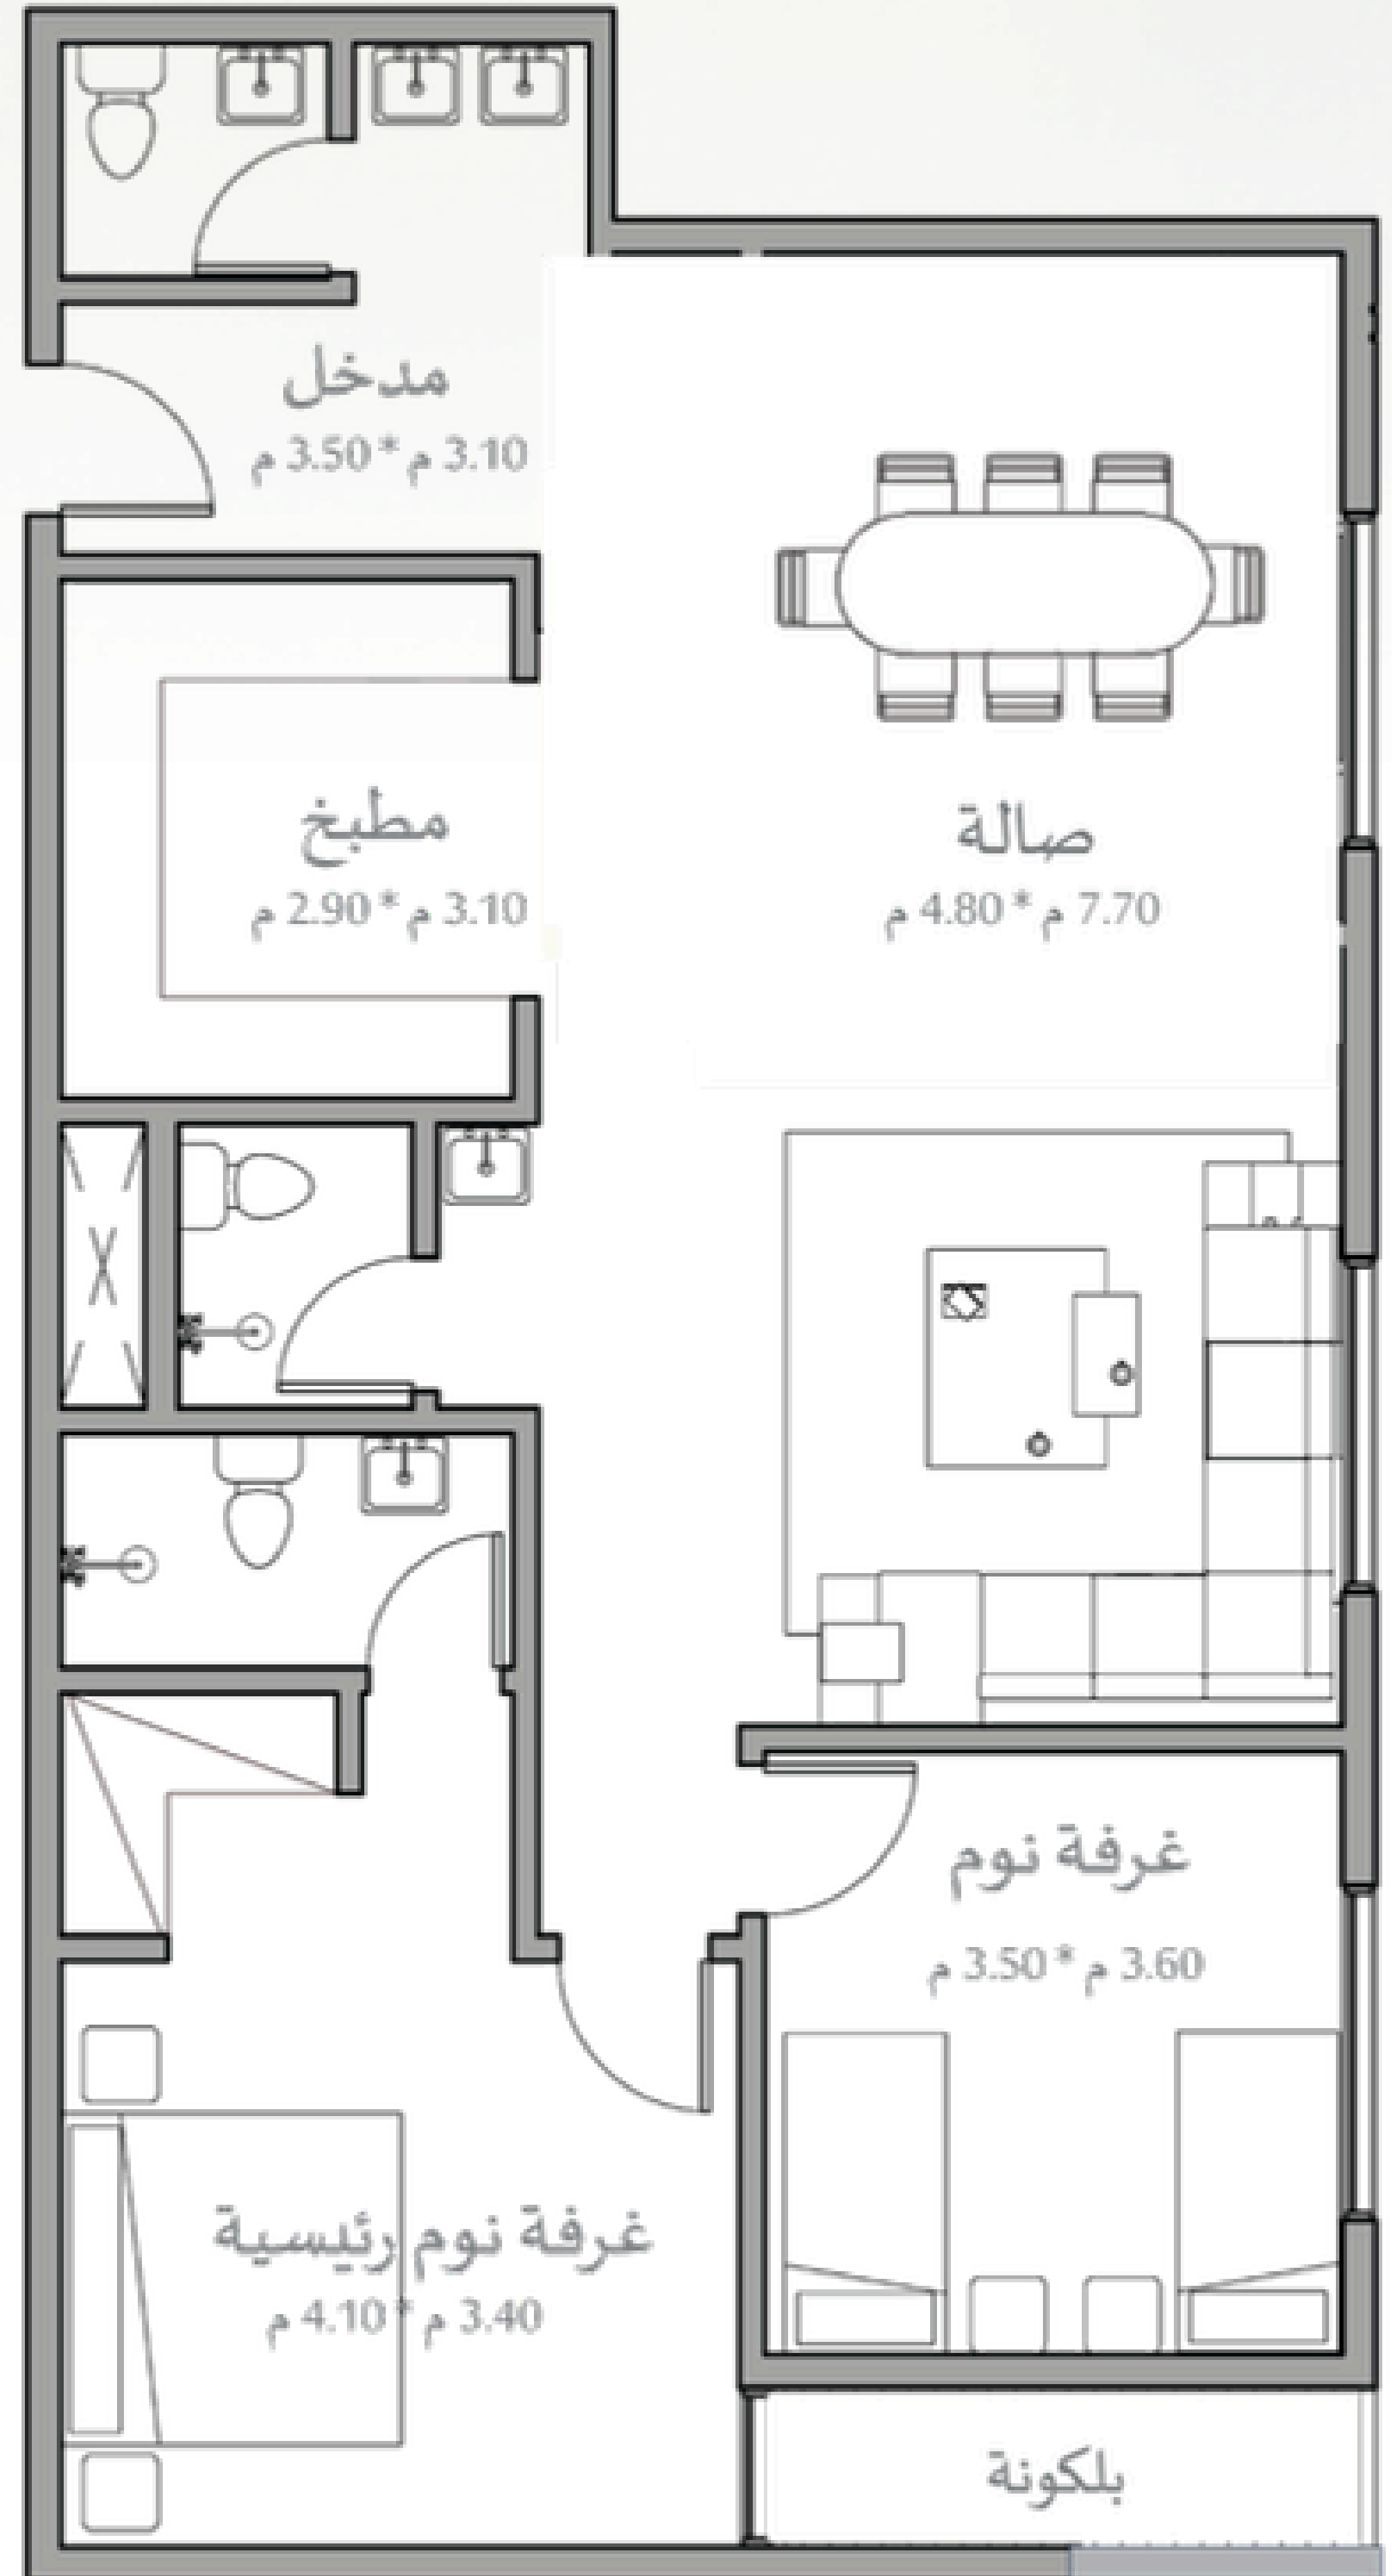 مدخل
3.10 م * 3.50 م
مطبخ
3.10 م * 2.90 م
صالة
7.70 م * 4.80 م
غرفة نوم
3.60 م * 3.50 م
غرفة نوم رئيسية
3.40 م * 4.10 م
بلكونة